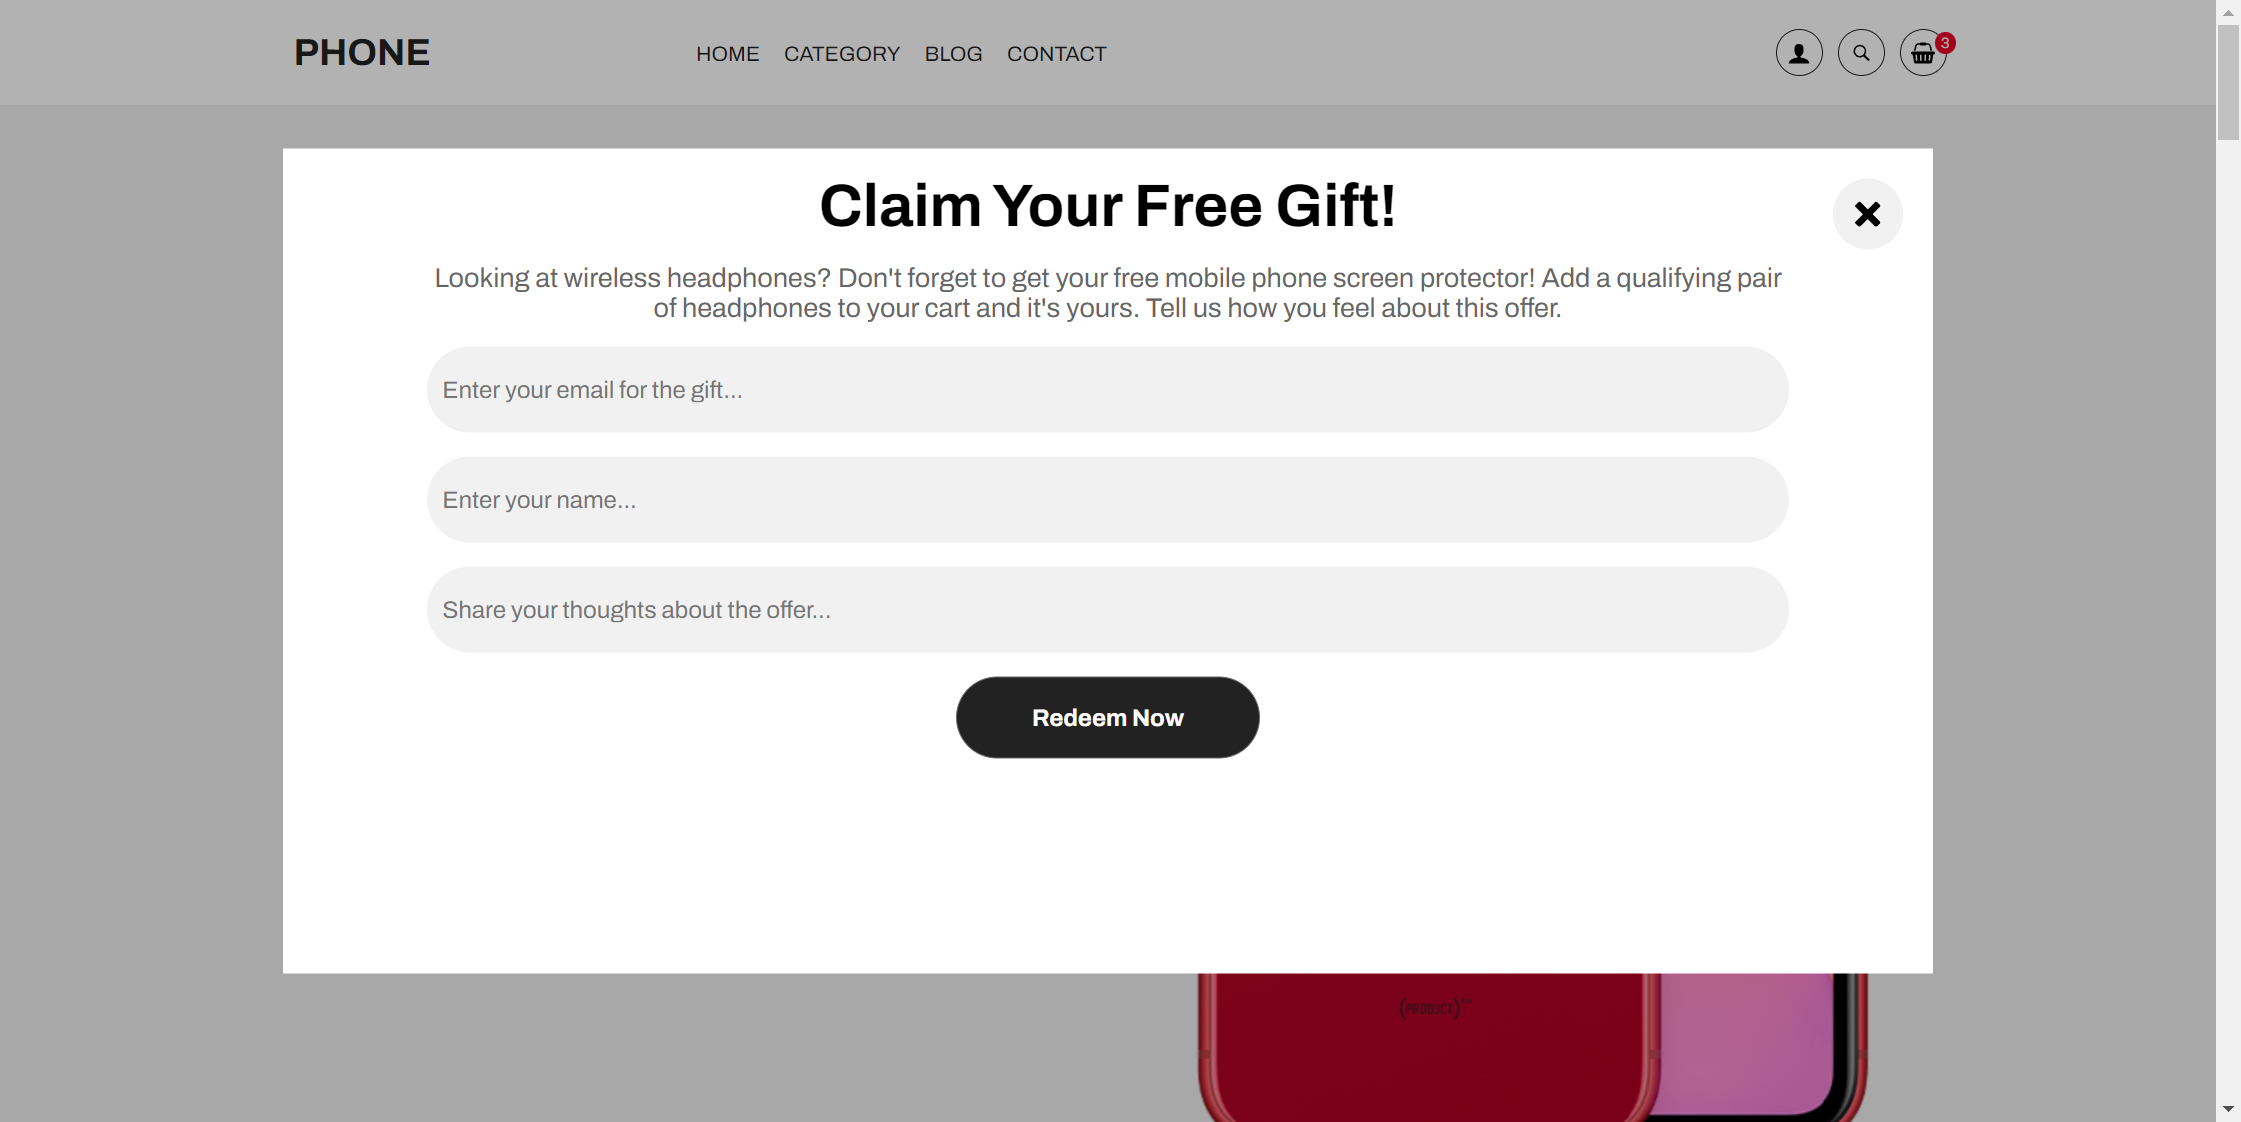 PHONE
HOME CATEGORY BLOG CONTACT
3
Claim Your Free Gift!
Looking at wireless headphones? Don't forget to get your free mobile phone screen protector! Add a qualifying pair
of headphones to your cart and it's yours. Tell us how you feel about this offer.
Enter your email for the gift...
Enter your name...
Share your thoughts about the offer...
Redeem Now
(PRODUCT)